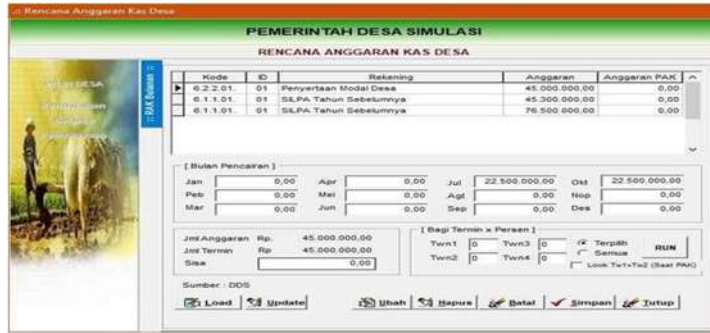 .:: Rencana Anggaran Kas Desa
PEMERINTAH DESA SIMULASI
RENCANA ANGGARAN KAS DESA
:: RAK Bulanan ::
Kode ID Rekening Anggaran Anggaran PAK
6.2.2.01. 01 Penyertaan Modal Desa 45.000.000,00 0,00
6.1.1.01. 01 SiLPA Tahun Sebelumnya 45.300.000,00 0,00
6.1.1.01. 01 SiLPA Tahun Sebelumnya 76.500.000,00 0,00
[ Bulan Pencairan ]
Jan 0,00 Apr 0,00 Jul 22.500.000,00 Okt 22.500.000,00
Peb 0,00 Mei 0,00 Agt 0,00 Nop 0,00
Mar 0,00 Jun 0,00 Sep 0,00 Des 0,00
Jml Anggaran Rp. 45.000.000,00
Jml Termin Rp 45.000.000,00
Sisa 0,00
[ Bagi Termin x Persen ]
Twn1 0 Twn3 0 Terpilih RUN
Twn2 0 Twn4 0 Semua
Lock Tw1+Tw2 (Saat PAK)
Sumber : DDS
Load Update Ubah Hapus Batal Simpan Tutup